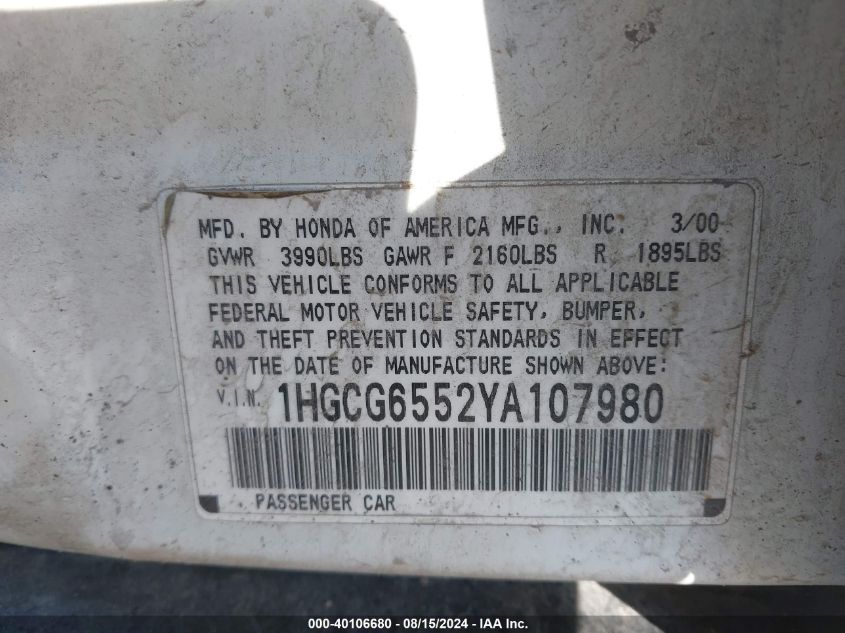 MFD. BY HONDA OF AMERICA MFG., INC. 3/00
GVWR 3990LBS GAWR F 2160LBS R 1895LBS
THIS VEHICLE CONFORMS TO ALL APPLICABLE
FEDERAL MOTOR VEHICLE SAFETY, BUMPER,
AND THEFT PREVENTION STANDARDS IN EFFECT
ON THE DATE OF MANUFACTURE SHOWN ABOVE:
V.I.N. 1HGCG6552YA107980
PASSENGER CAR
000-40106680 - 08/15/2024 - IAA Inc.